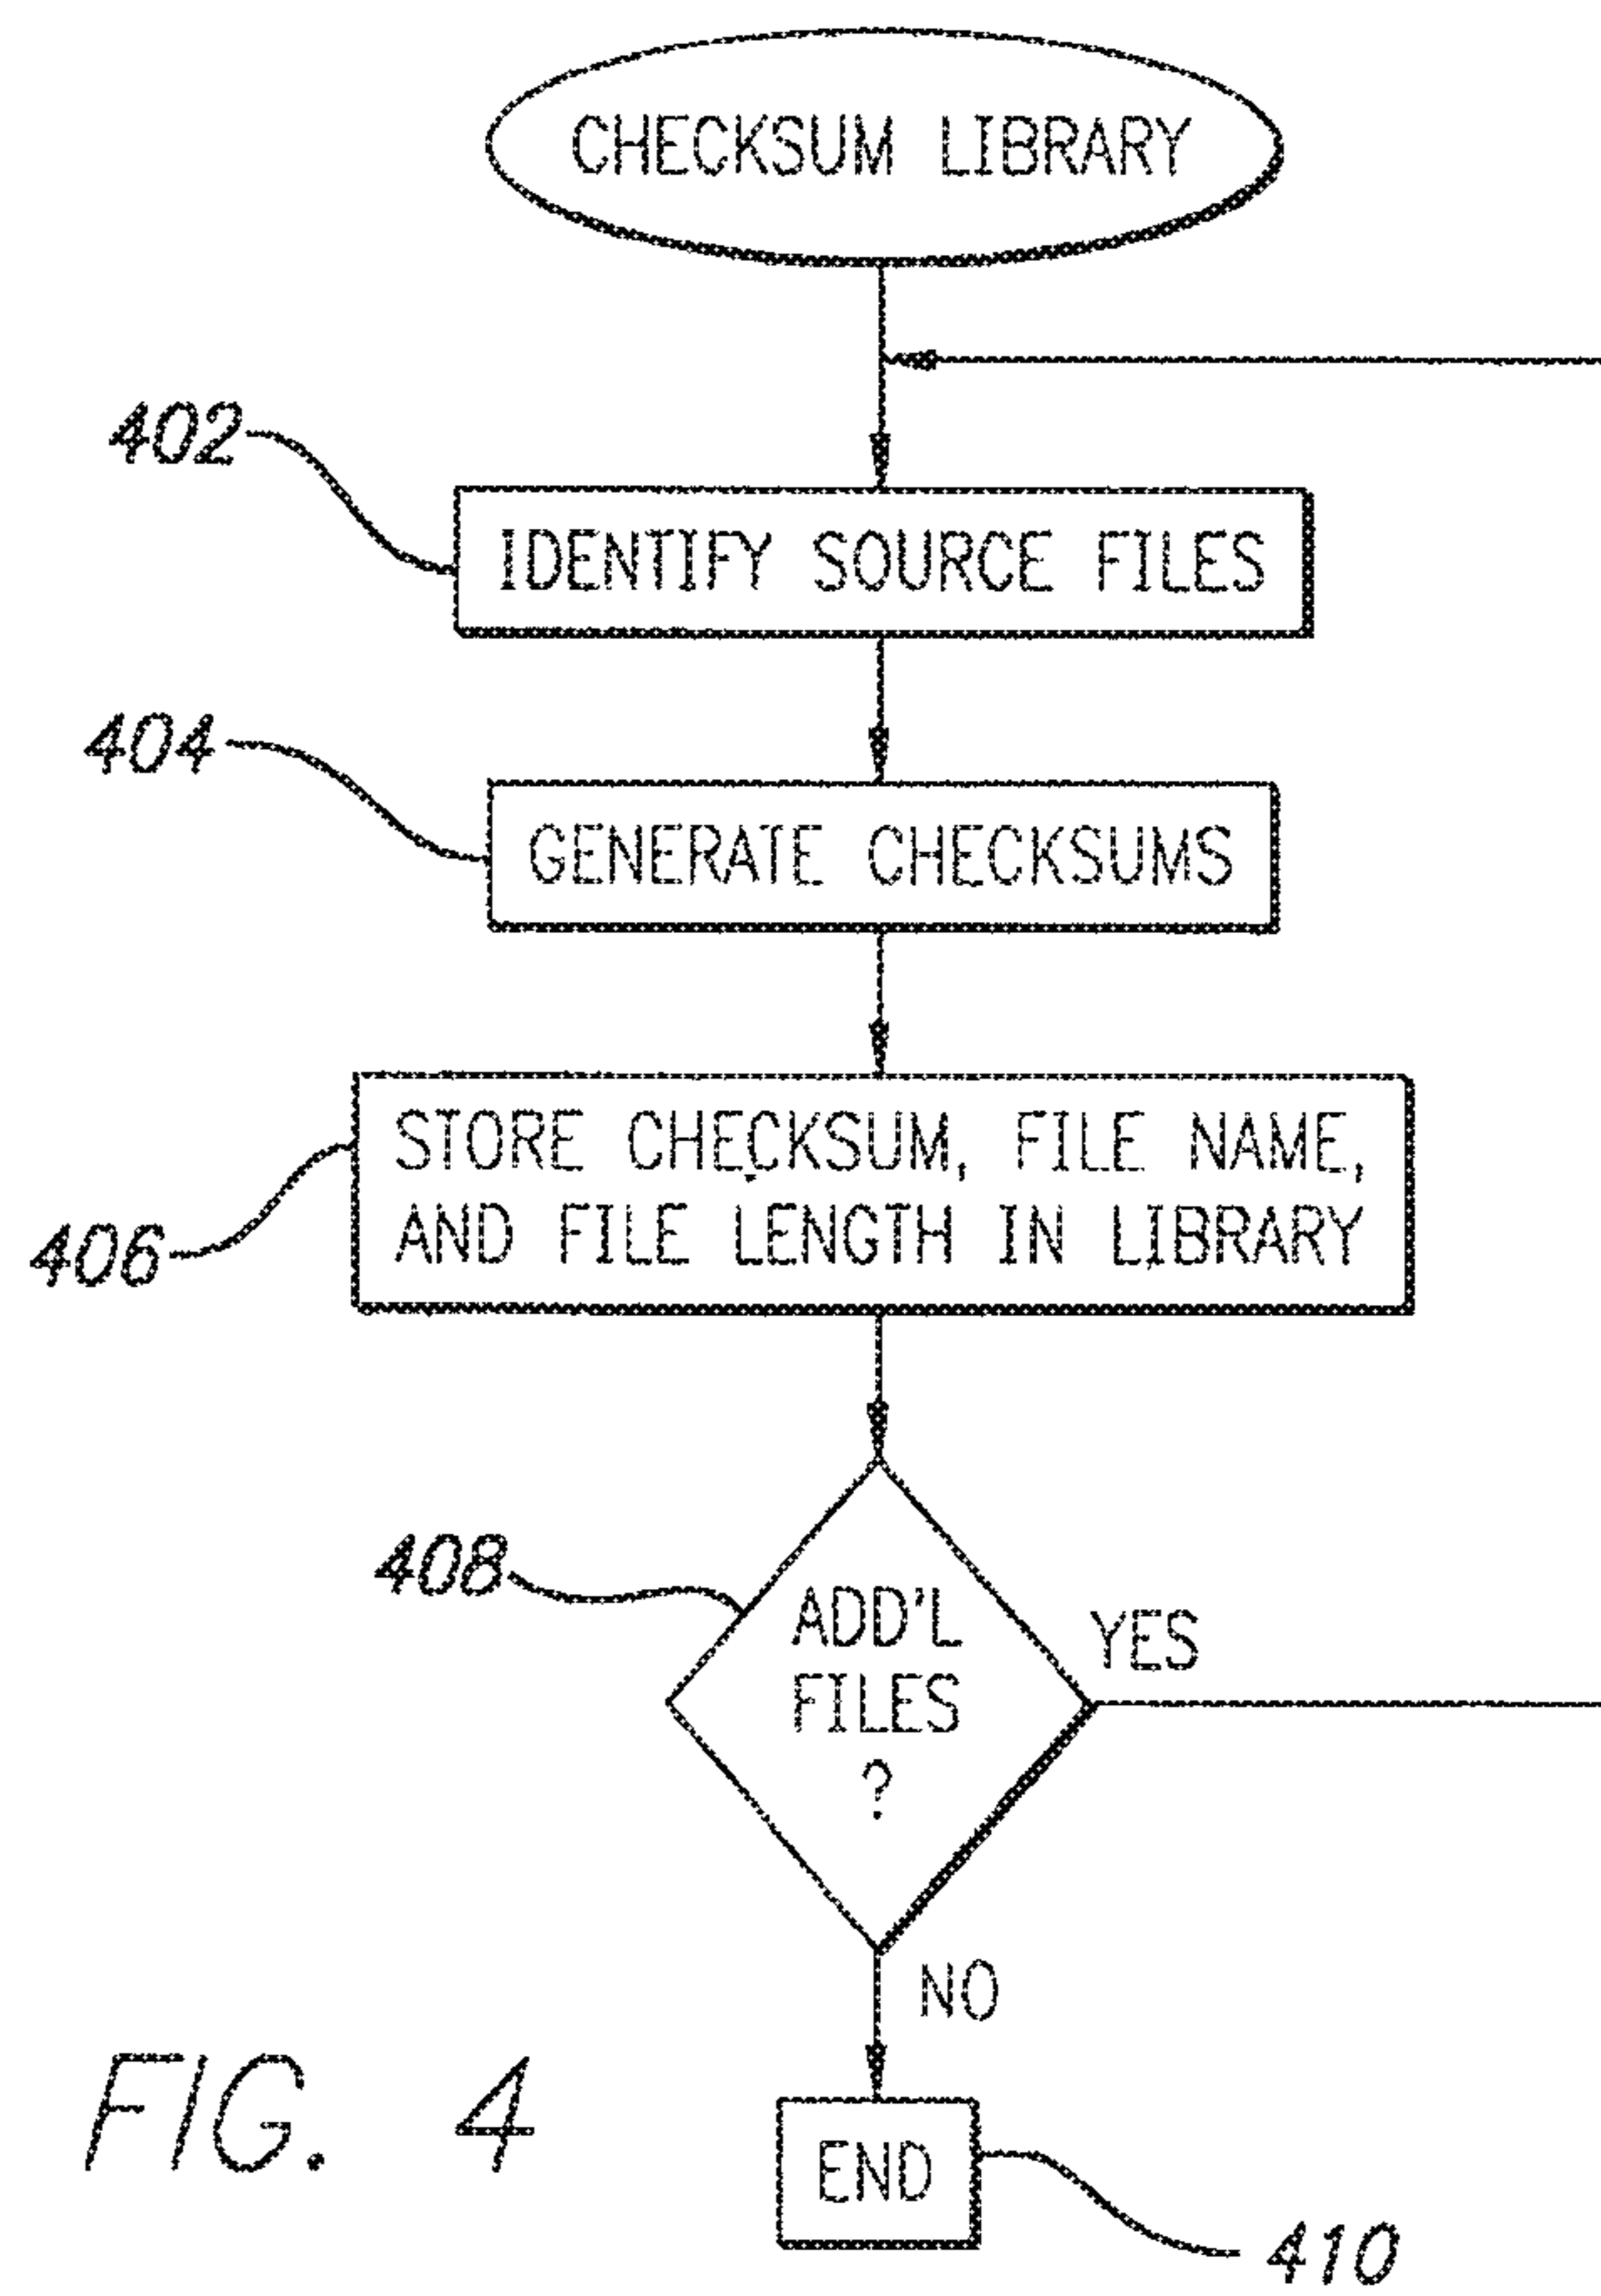 CHECKSUM LIBRARY
402
IDENTIFY SOURCE FILES
404
GENERATE CHECKSUMS
406
STORE CHECKSUM, FILE NAME,
AND FILE LENGTH IN LIBRARY
408
ADD'L
FILES
?
YES
NO
END
410
FIG. 4